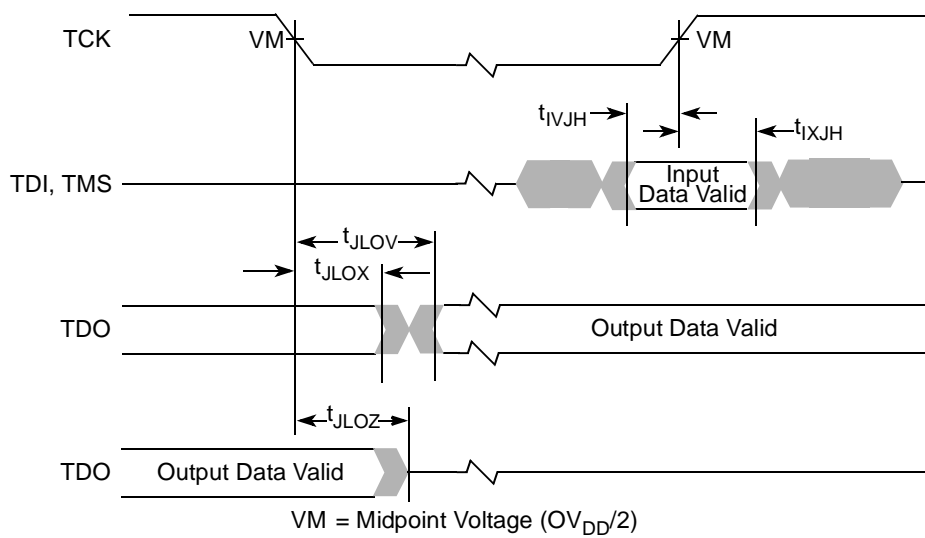 TCK
VM
VM
tIVJH
tIXJH
TDI, TMS
Input
Data Valid
tJLOV
tJLOX
TDO
Output Data Valid
tJLOZ
TDO
Output Data Valid
VM = Midpoint Voltage (OVDD/2)